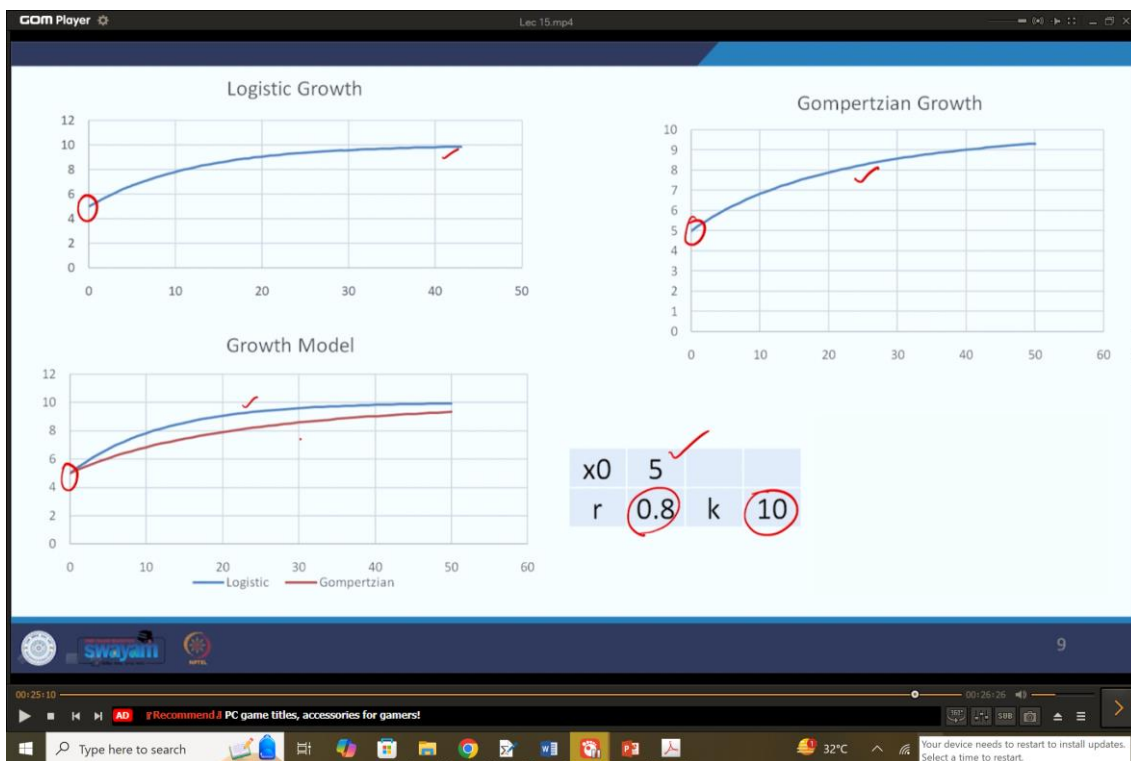 GOM Player
Lec 15.mp4
Logistic Growth
12
10
8
6
4
2
0
0 10 20 30 40 50
Gompertzian Growth
10
9
8
7
6
5
4
3
2
1
0
0 10 20 30 40 50 60
Growth Model
12
10
8
6
4
2
0
0 10 20 30 40 50 60
Logistic Gompertzian
x0 5
r 0.8 k 10
swayam
NPTEL
9
00:25:10
00:26:26
AD
Recommend PC game titles, accessories for gamers!
360°
SUB
Type here to search
32°C
Your device needs to restart to install updates.
Select a time to restart.